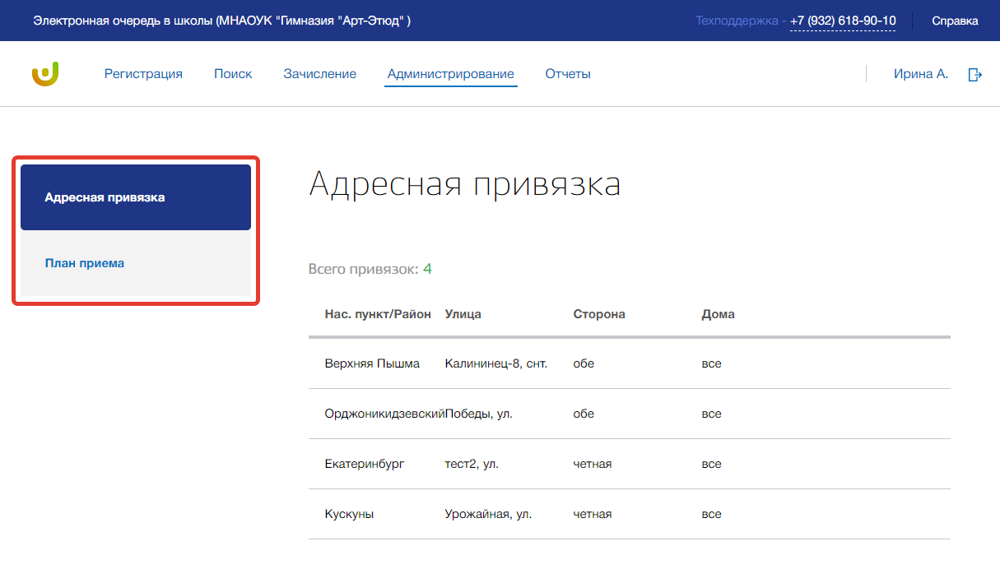 Электронная очередь в школы (МНАОУК "Гимназия "Арт-Этюд" ) Техподдержка - +7 (932) 618-90-10 Справка
Регистрация Поиск Зачисление Администрирование Отчеты Ирина А.
Адресная привязка
План приема
Адресная привязка
Всего привязок: 4
Нас. пункт/Район Улица Сторона Дома
Верхняя Пышма Калининец-8, снт. обе все
Орджоникидзевский Победы, ул. обе все
Екатеринбург тест2, ул. четная все
Кускуны Урожайная, ул. четная все